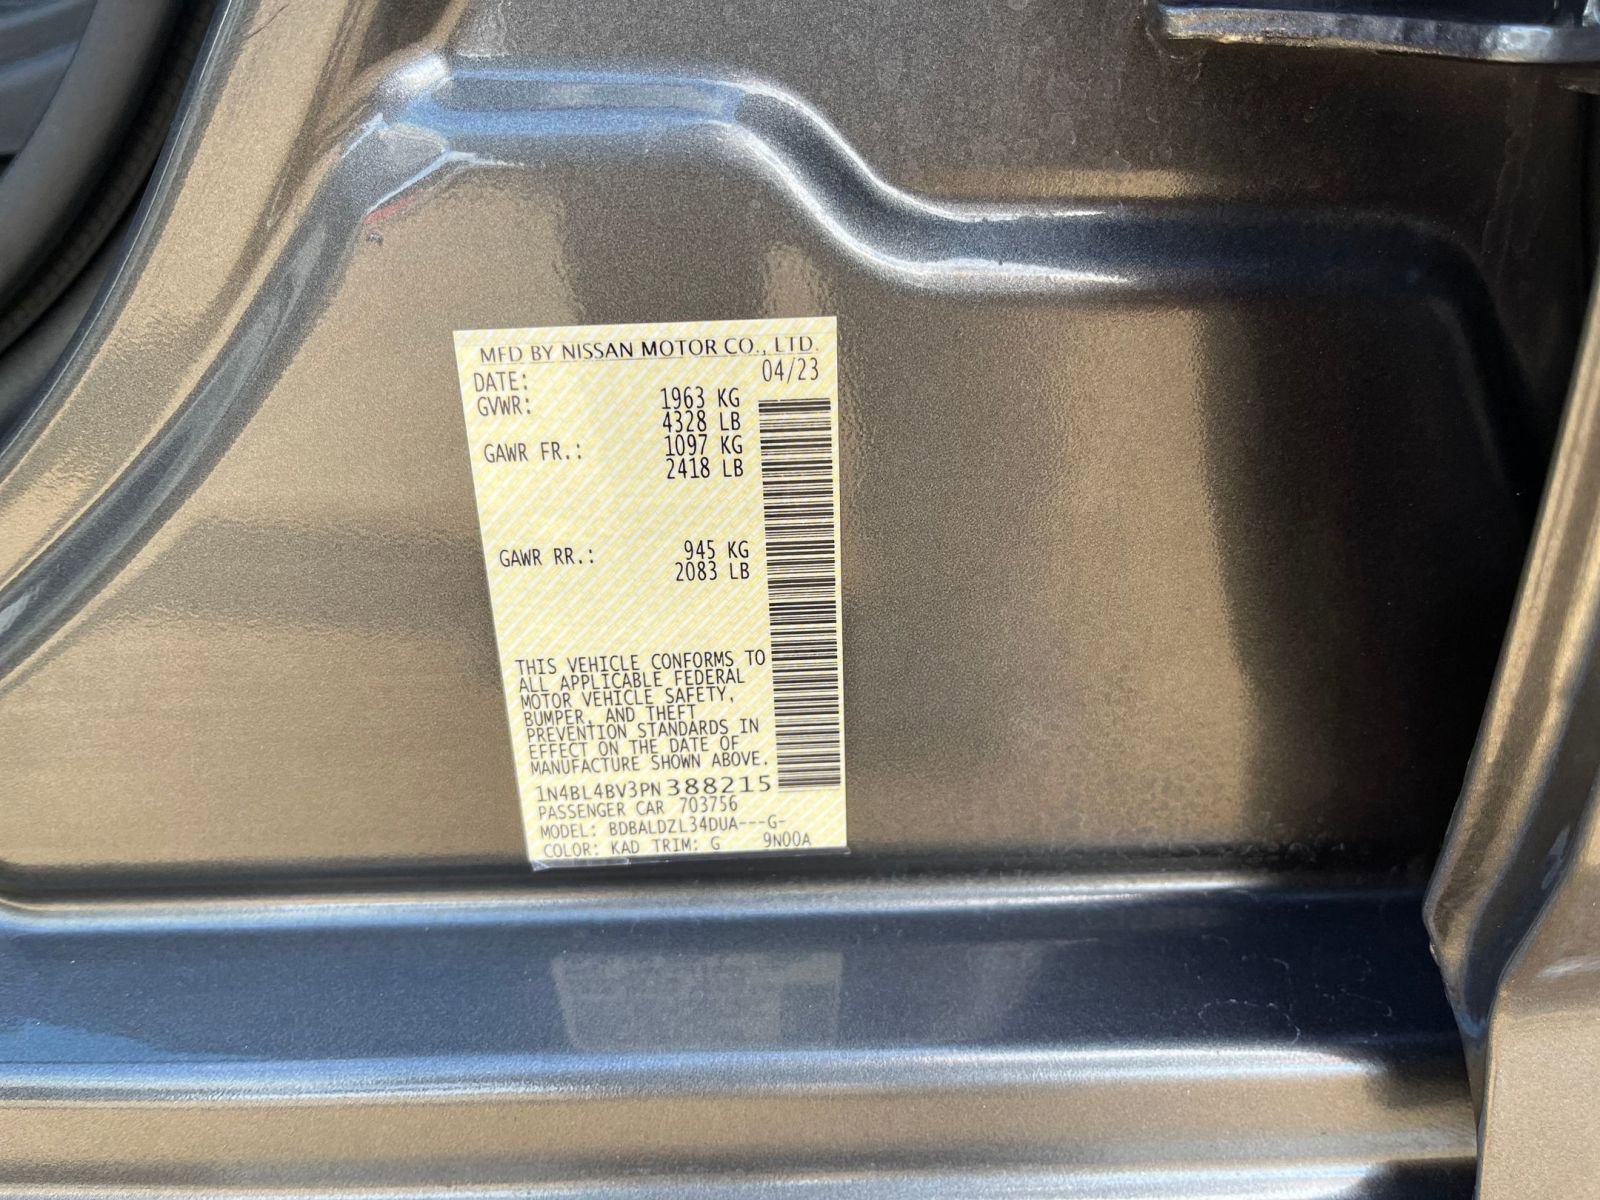 MFD BY NISSAN MOTOR CO., LTD.
DATE: 04/23
GVWR: 1963 KG
4328 LB
GAWR FR.: 1097 KG
2418 LB
GAWR RR.: 945 KG
2083 LB
THIS VEHICLE CONFORMS TO
ALL APPLICABLE FEDERAL
MOTOR VEHICLE SAFETY,
BUMPER, AND THEFT
PREVENTION STANDARDS IN
EFFECT ON THE DATE OF
MANUFACTURE SHOWN ABOVE.
1N4BL4BV3PN388215
PASSENGER CAR 703756
MODEL: BDBALDZL34DUA---G-
COLOR: KAD TRIM: G 9N00A